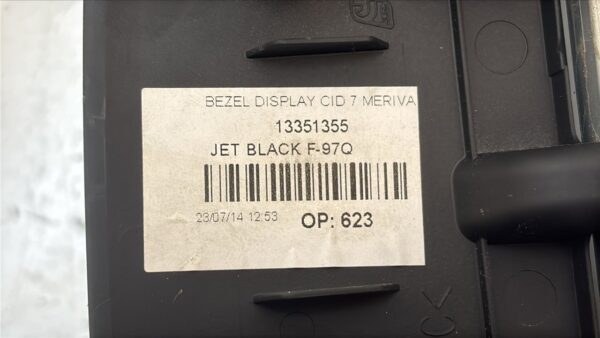 BEZEL DISPLAY CID 7 MERIVA
13351355
JET BLACK F-97Q
23/07/14 12:53 OP: 623